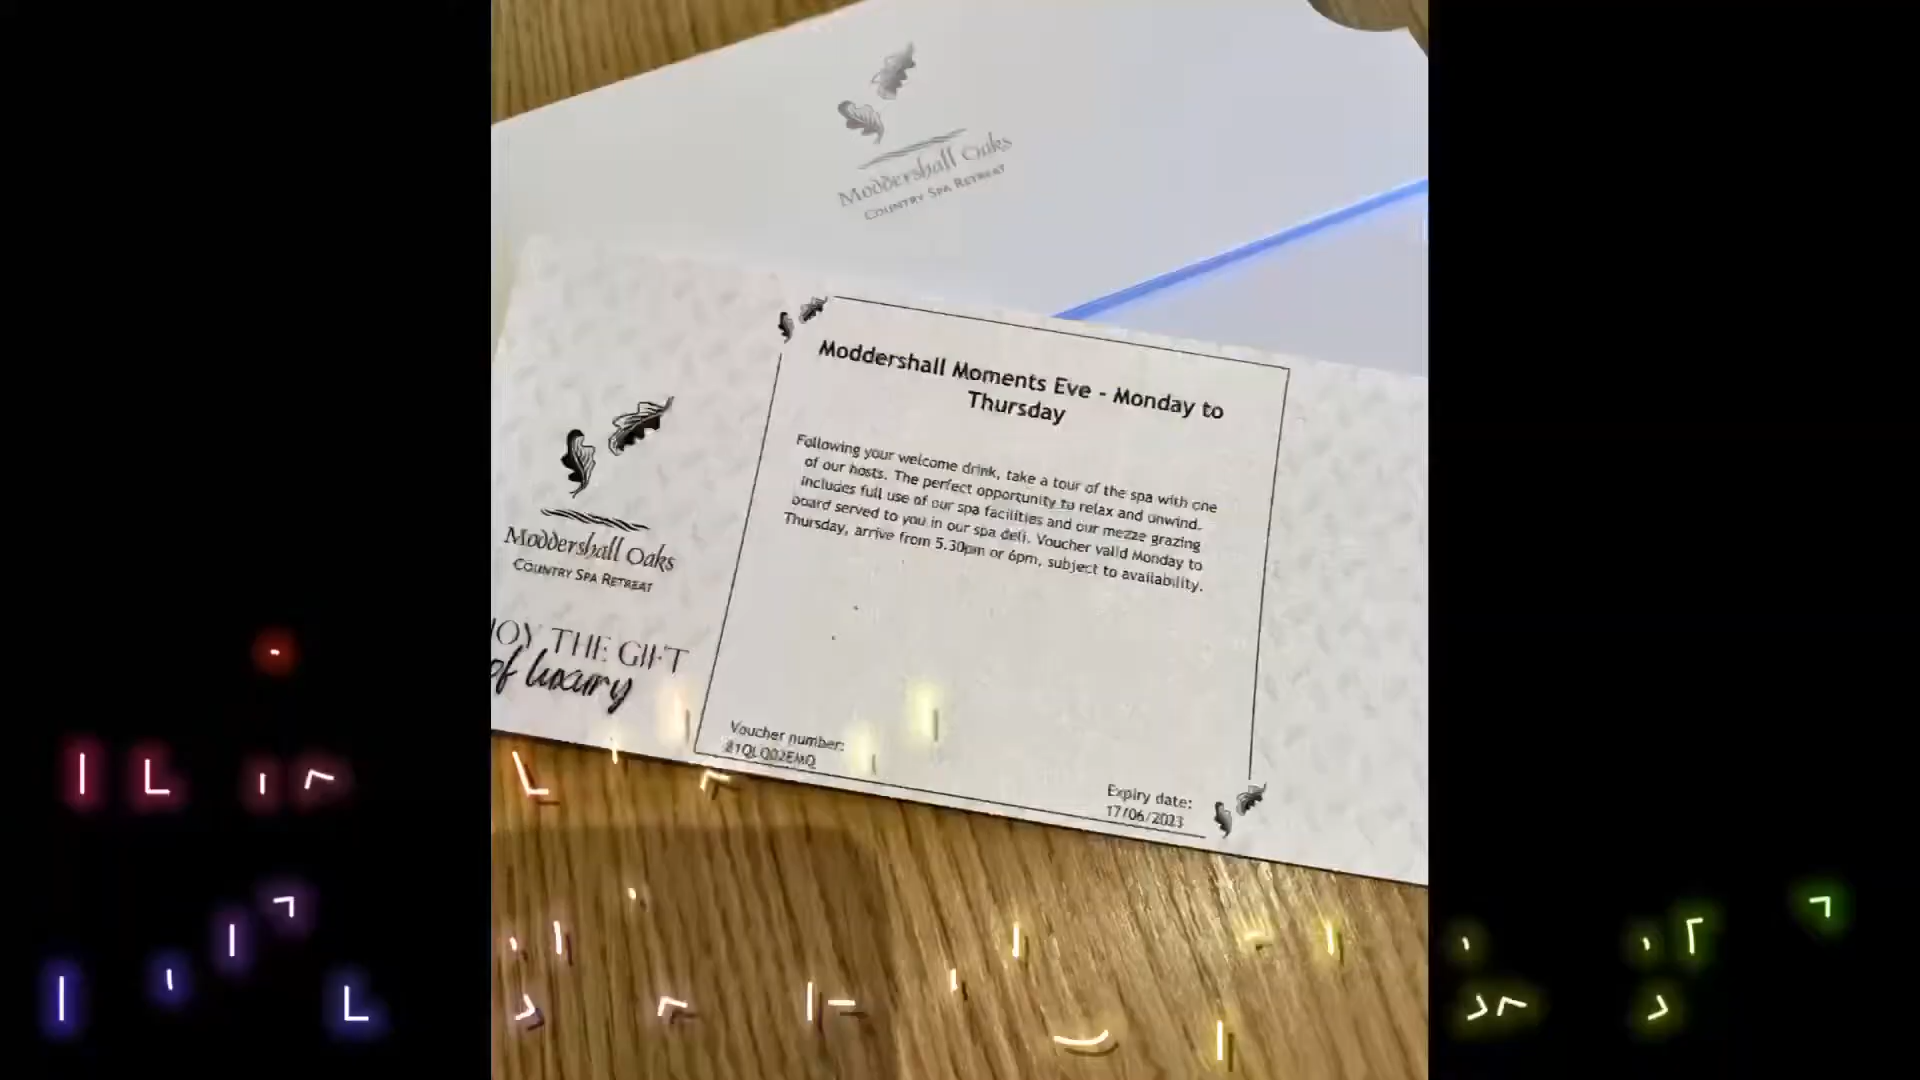 Moddershall Oaks
Country Spa Retreat
Moddershall Moments Eve - Monday to
Thursday
Following your welcome drink, take a tour of the spa with one
of our hosts. The perfect opportunity to relax and unwind.
Includes full use of our spa facilities and our mezze grazing
board served to you in our spa deli. Voucher valid Monday to
Thursday, arrive from 5.30pm or 6pm, subject to availability.
Moddershall Oaks
Country Spa Retreat
JOY THE GIFT
of luxury
Voucher number:
Expiry date:
17/06/2023